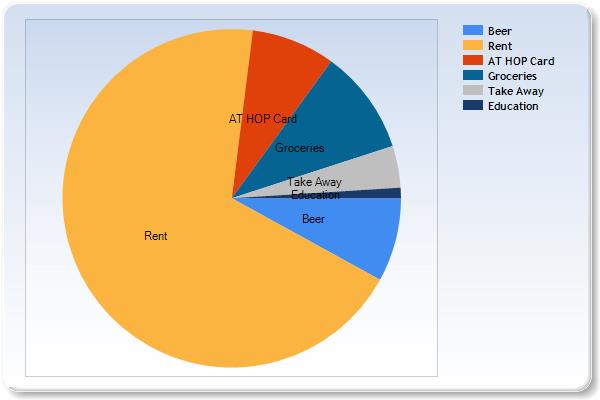 Beer
Rent
AT HOP Card
Groceries
Take Away
Education
AT HOP Card
Groceries
Take Away
Education
Beer
Rent